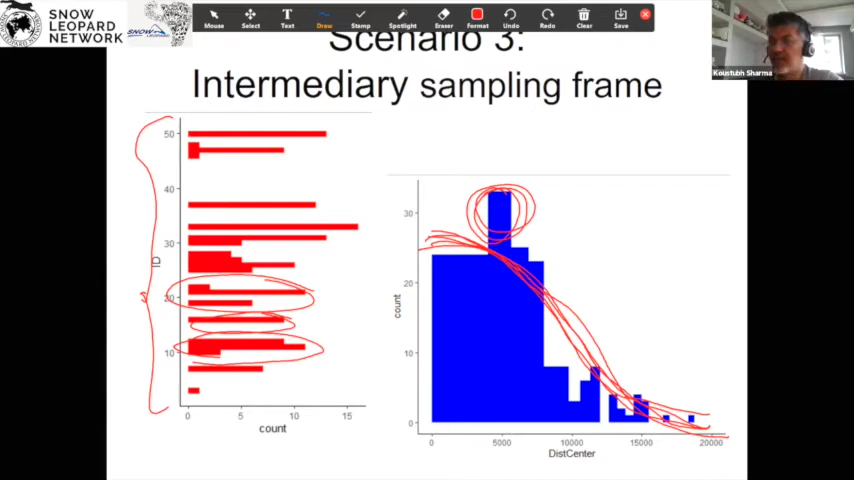 SNOW
LEOPARD
NETWORK
Mouse
Select
Text
Draw
Stamp
Spotlight
Eraser
Format
Undo
Redo
Clear
Save
Koustubh Sharma
Scenario 3:
Intermediary sampling frame
50
40
30
20
10
ID
0
5
10
15
count
30
20
10
0
count
0
5000
10000
15000
20000
DistCenter